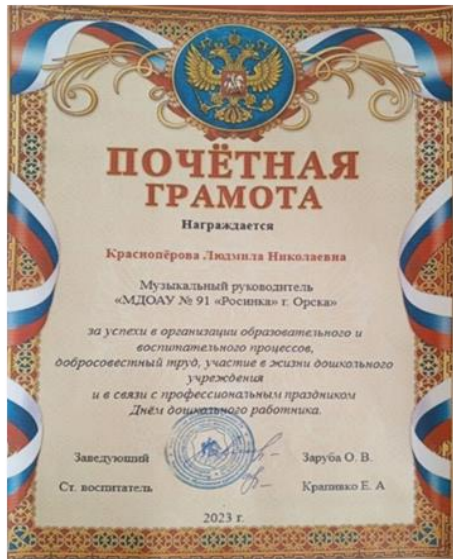 ПОЧЁТНАЯ
ГРАМОТА
Награждается
Краснопёрова Людмила Николаевна
Музыкальный руководитель
«МДОАУ № 91 «Росинка» г. Орска»
за успехи в организации образовательного и
воспитательного процессов,
добросовестный труд, участие в жизни дошкольного
учреждения
и в связи с профессиональным праздником
Днём дошкольного работника.
Заведующий Заруба О. В.
Ст. воспитатель Крапивко Е. А
2023 г.